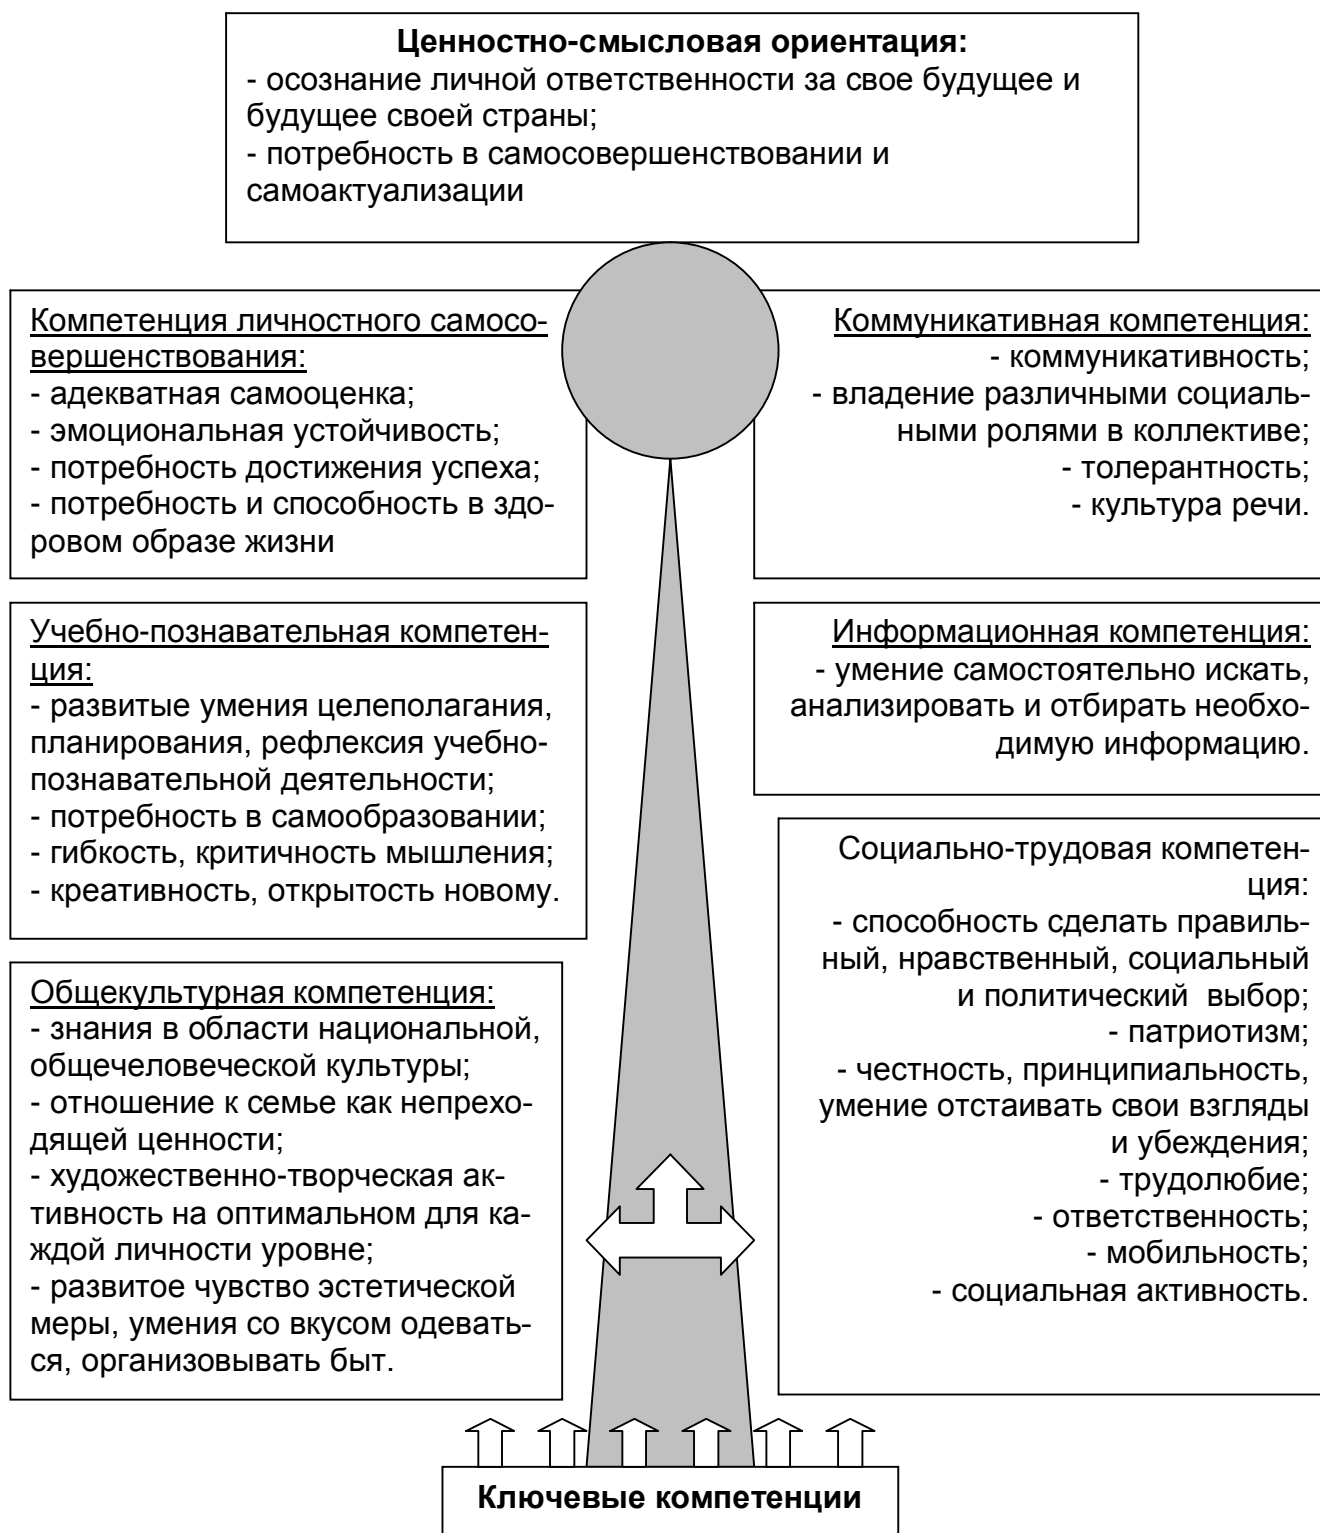 Ценностно-смысловая ориентация:
- осознание личной ответственности за свое будущее и
будущее своей страны;
- потребность в самосовершенствовании и
самоактуализации
Компетенция личностного самосо-
вершенствования:
- адекватная самооценка;
- эмоциональная устойчивость;
- потребность достижения успеха;
- потребность и способность в здо-
ровом образе жизни
Коммуникативная компетенция:
- коммуникативность;
- владение различными социаль-
ными ролями в коллективе;
- толерантность;
- культура речи.
Учебно-познавательная компетен-
ция:
- развитые умения целеполагания,
планирования, рефлексия учебно-
познавательной деятельности;
- потребность в самообразовании;
- гибкость, критичность мышления;
- креативность, открытость новому.
Информационная компетенция:
- умение самостоятельно искать,
анализировать и отбирать необхо-
димую информацию.
Общекультурная компетенция:
- знания в области национальной,
общечеловеческой культуры;
- отношение к семье как непрехо-
дящей ценности;
- художественно-творческая ак-
тивность на оптимальном для ка-
ждой личности уровне;
- развитое чувство эстетической
меры, умения со вкусом одевать-
ся, организовывать быт.
Социально-трудовая компетен-
ция:
- способность сделать правиль-
ный, нравственный, социальный
и политический  выбор;
- патриотизм;
- честность, принципиальность,
умение отстаивать свои взгляды
и убеждения;
- трудолюбие;
- ответственность;
- мобильность;
- социальная активность.
Ключевые компетенции